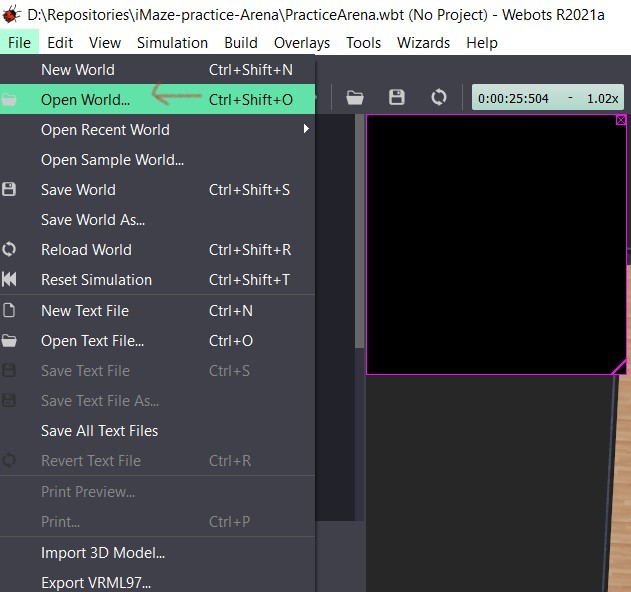 D:\Repositories\iMaze-practice-Arena\PracticeArena.wbt (No Project) - Webots R2021a
File Edit View Simulation Build Overlays Tools Wizards Help
New World Ctrl+Shift+N
Open World... Ctrl+Shift+O
0:00:25:504 - 1.02x
Open Recent World
Open Sample World...
Save World Ctrl+Shift+S
Save World As...
Reload World Ctrl+Shift+R
Reset Simulation Ctrl+Shift+T
New Text File Ctrl+N
Open Text File... Ctrl+O
Save Text File Ctrl+S
Save Text File As...
Save All Text Files
Revert Text File Ctrl+R
Print Preview...
Print... Ctrl+P
Import 3D Model...
Export VRML97...